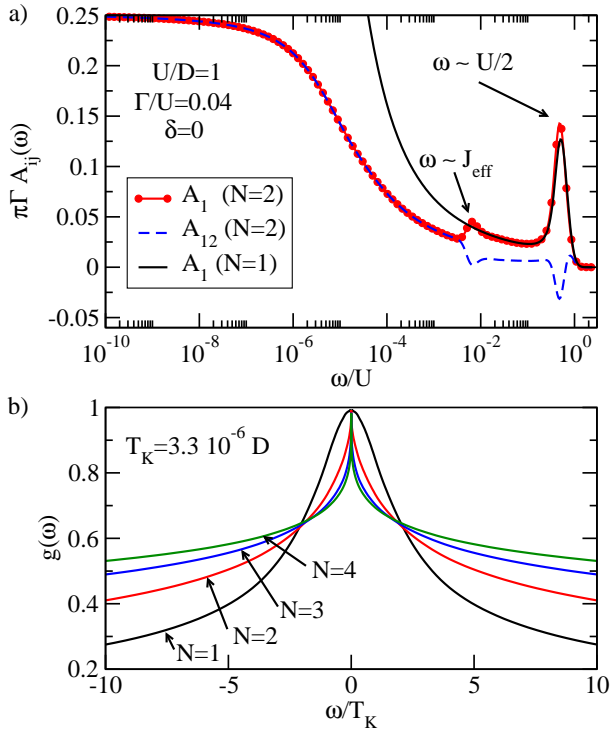 a)
0.25
0.20
0.15
0.10
0.05
0
-0.05
πΓ A_ij(ω)
U/D=1
Γ/U=0.04
δ=0
ω ~ U/2
ω ~ J_eff
A_1 (N=2)
A_12 (N=2)
A_1 (N=1)
10^-10 10^-8 10^-6 10^-4 10^-2 10^0
ω/U
b)
1
0.8
0.6
0.4
0.2
g(ω)
T_K=3.3 10^-6 D
N=4
N=3
N=2
N=1
-10 -5 0 5 10
ω/T_K